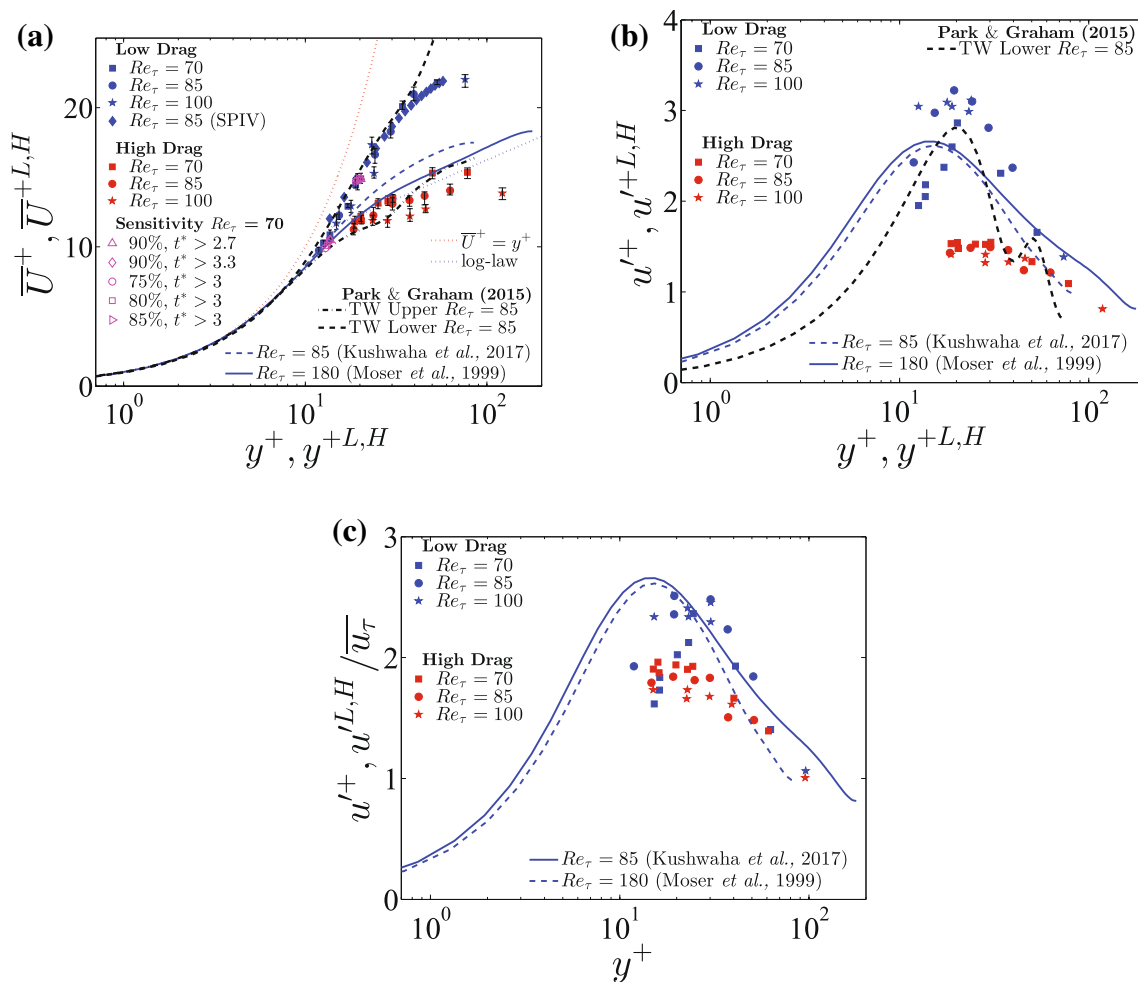 (a)
Low Drag
Re_τ = 70
Re_τ = 85
Re_τ = 100
Re_τ = 85 (SPIV)
High Drag
Re_τ = 70
Re_τ = 85
Re_τ = 100
Sensitivity Re_τ = 70
90%, t* > 2.7
90%, t* > 3.3
75%, t* > 3
80%, t* > 3
85%, t* > 3
U̅⁺ = y⁺
log-law
Park & Graham (2015)
TW Upper Re_τ = 85
TW Lower Re_τ = 85
Re_τ = 85 (Kushwaha et al., 2017)
Re_τ = 180 (Moser et al., 1999)
20
10
0
10⁰ 10¹ 10²
U̅⁺, U̅^{+L,H}
y⁺, y^{+L,H}
(b)
Low Drag
Re_τ = 70
Re_τ = 85
Re_τ = 100
High Drag
Re_τ = 70
Re_τ = 85
Re_τ = 100
Park & Graham (2015)
TW Lower Re_τ = 85
Re_τ = 85 (Kushwaha et al., 2017)
Re_τ = 180 (Moser et al., 1999)
4
3
2
1
0
10⁰ 10¹ 10²
u'⁺, u'^{+L,H}
y⁺, y^{+L,H}
(c)
Low Drag
Re_τ = 70
Re_τ = 85
Re_τ = 100
High Drag
Re_τ = 70
Re_τ = 85
Re_τ = 100
Re_τ = 85 (Kushwaha et al., 2017)
Re_τ = 180 (Moser et al., 1999)
3
2
1
0
10⁰ 10¹ 10²
u'⁺, u'^{L,H}/u̅_τ
y⁺